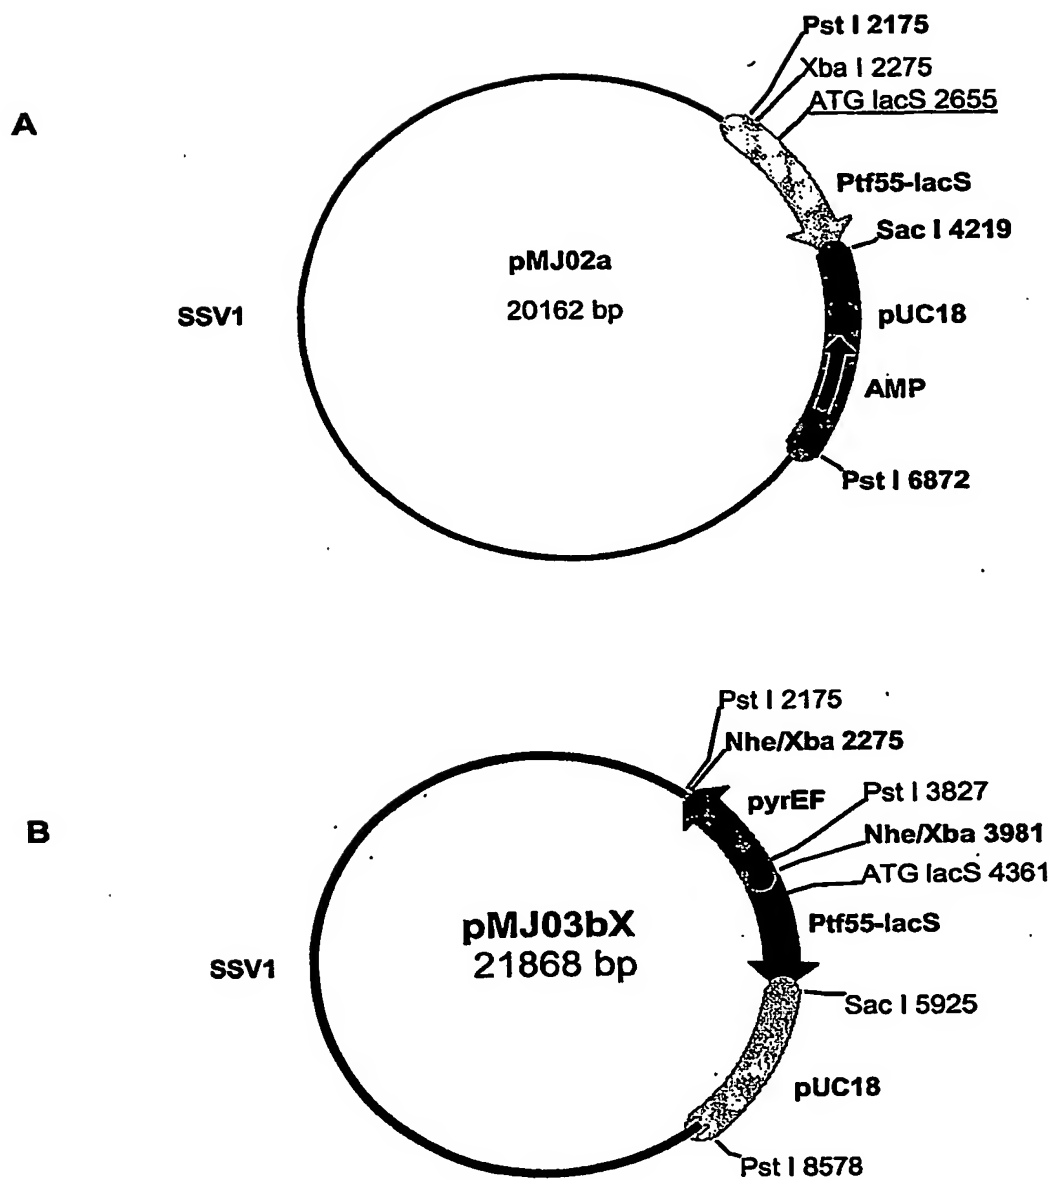 A
Pst I 2175
Xba I 2275
ATG lacS 2655
Ptf55-lacS
Sac I 4219
pMJ02a
20162 bp
SSV1
pUC18
AMP
Pst I 6872
B
Pst I 2175
Nhe/Xba 2275
pyrEF
Pst I 3827
Nhe/Xba 3981
ATG lacS 4361
Ptf55-lacS
pMJ03bX
21868 bp
SSV1
Sac I 5925
pUC18
Pst I 8578